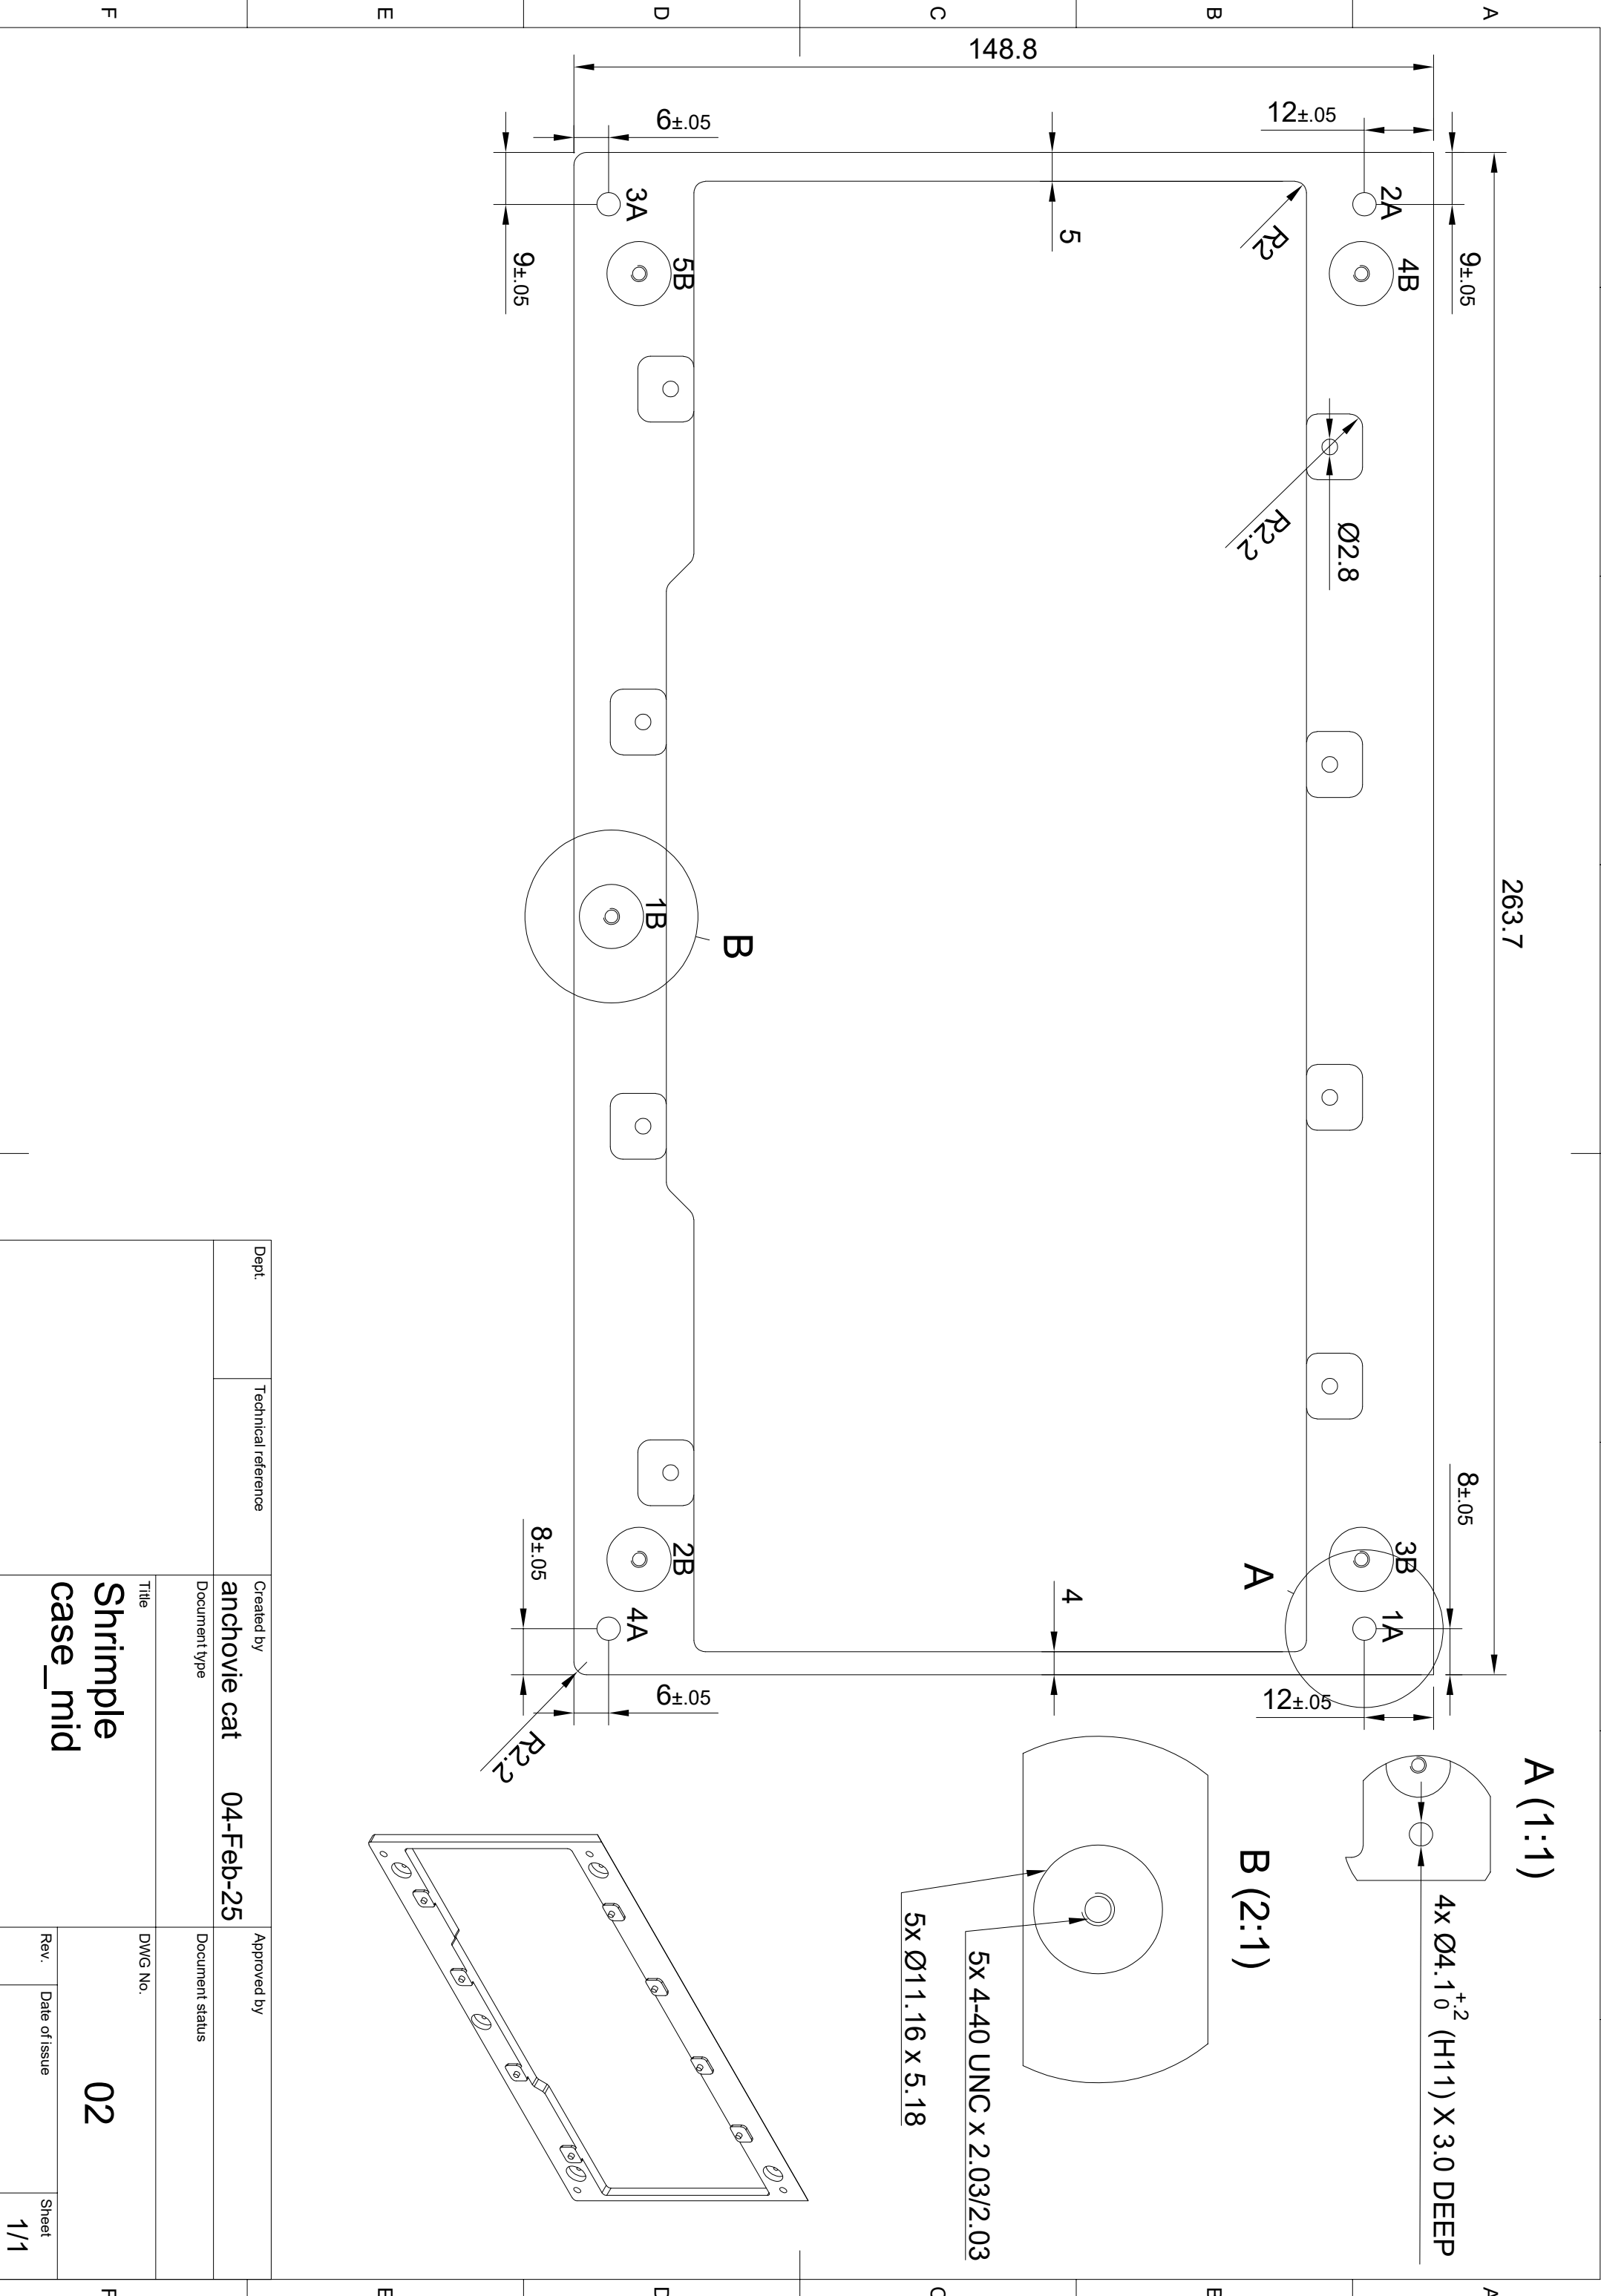 A
B
C
D
E
F
263.7
9±.05
9±.05
8±.05
8±.05
12±.05
12±.05
148.8
6±.05
6±.05
2A
4B
3B
1A
R2
Ø2.8
R2.2
5
4
A
3A
5B
1B
B
2B
4A
R2.2
A (1:1)
4x Ø4.1 +.2 0 (H11) X 3.0 DEEP
B (2:1)
5x 4-40 UNC x 2.03/2.03
5x Ø11.16 x 5.18
Dept.
Technical reference
Created by
Approved by
anchovie cat 04-Feb-25
Document type
Document status
Title
DWG No.
Shrimple
case_mid
02
Rev.
Date of issue
Sheet
1/1
A
B
C
D
E
F